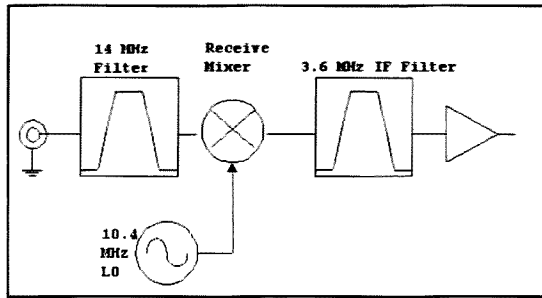 14 MHz
Filter
Receive
Mixer
3.6 MHz IF Filter
10.4
MHz
LO